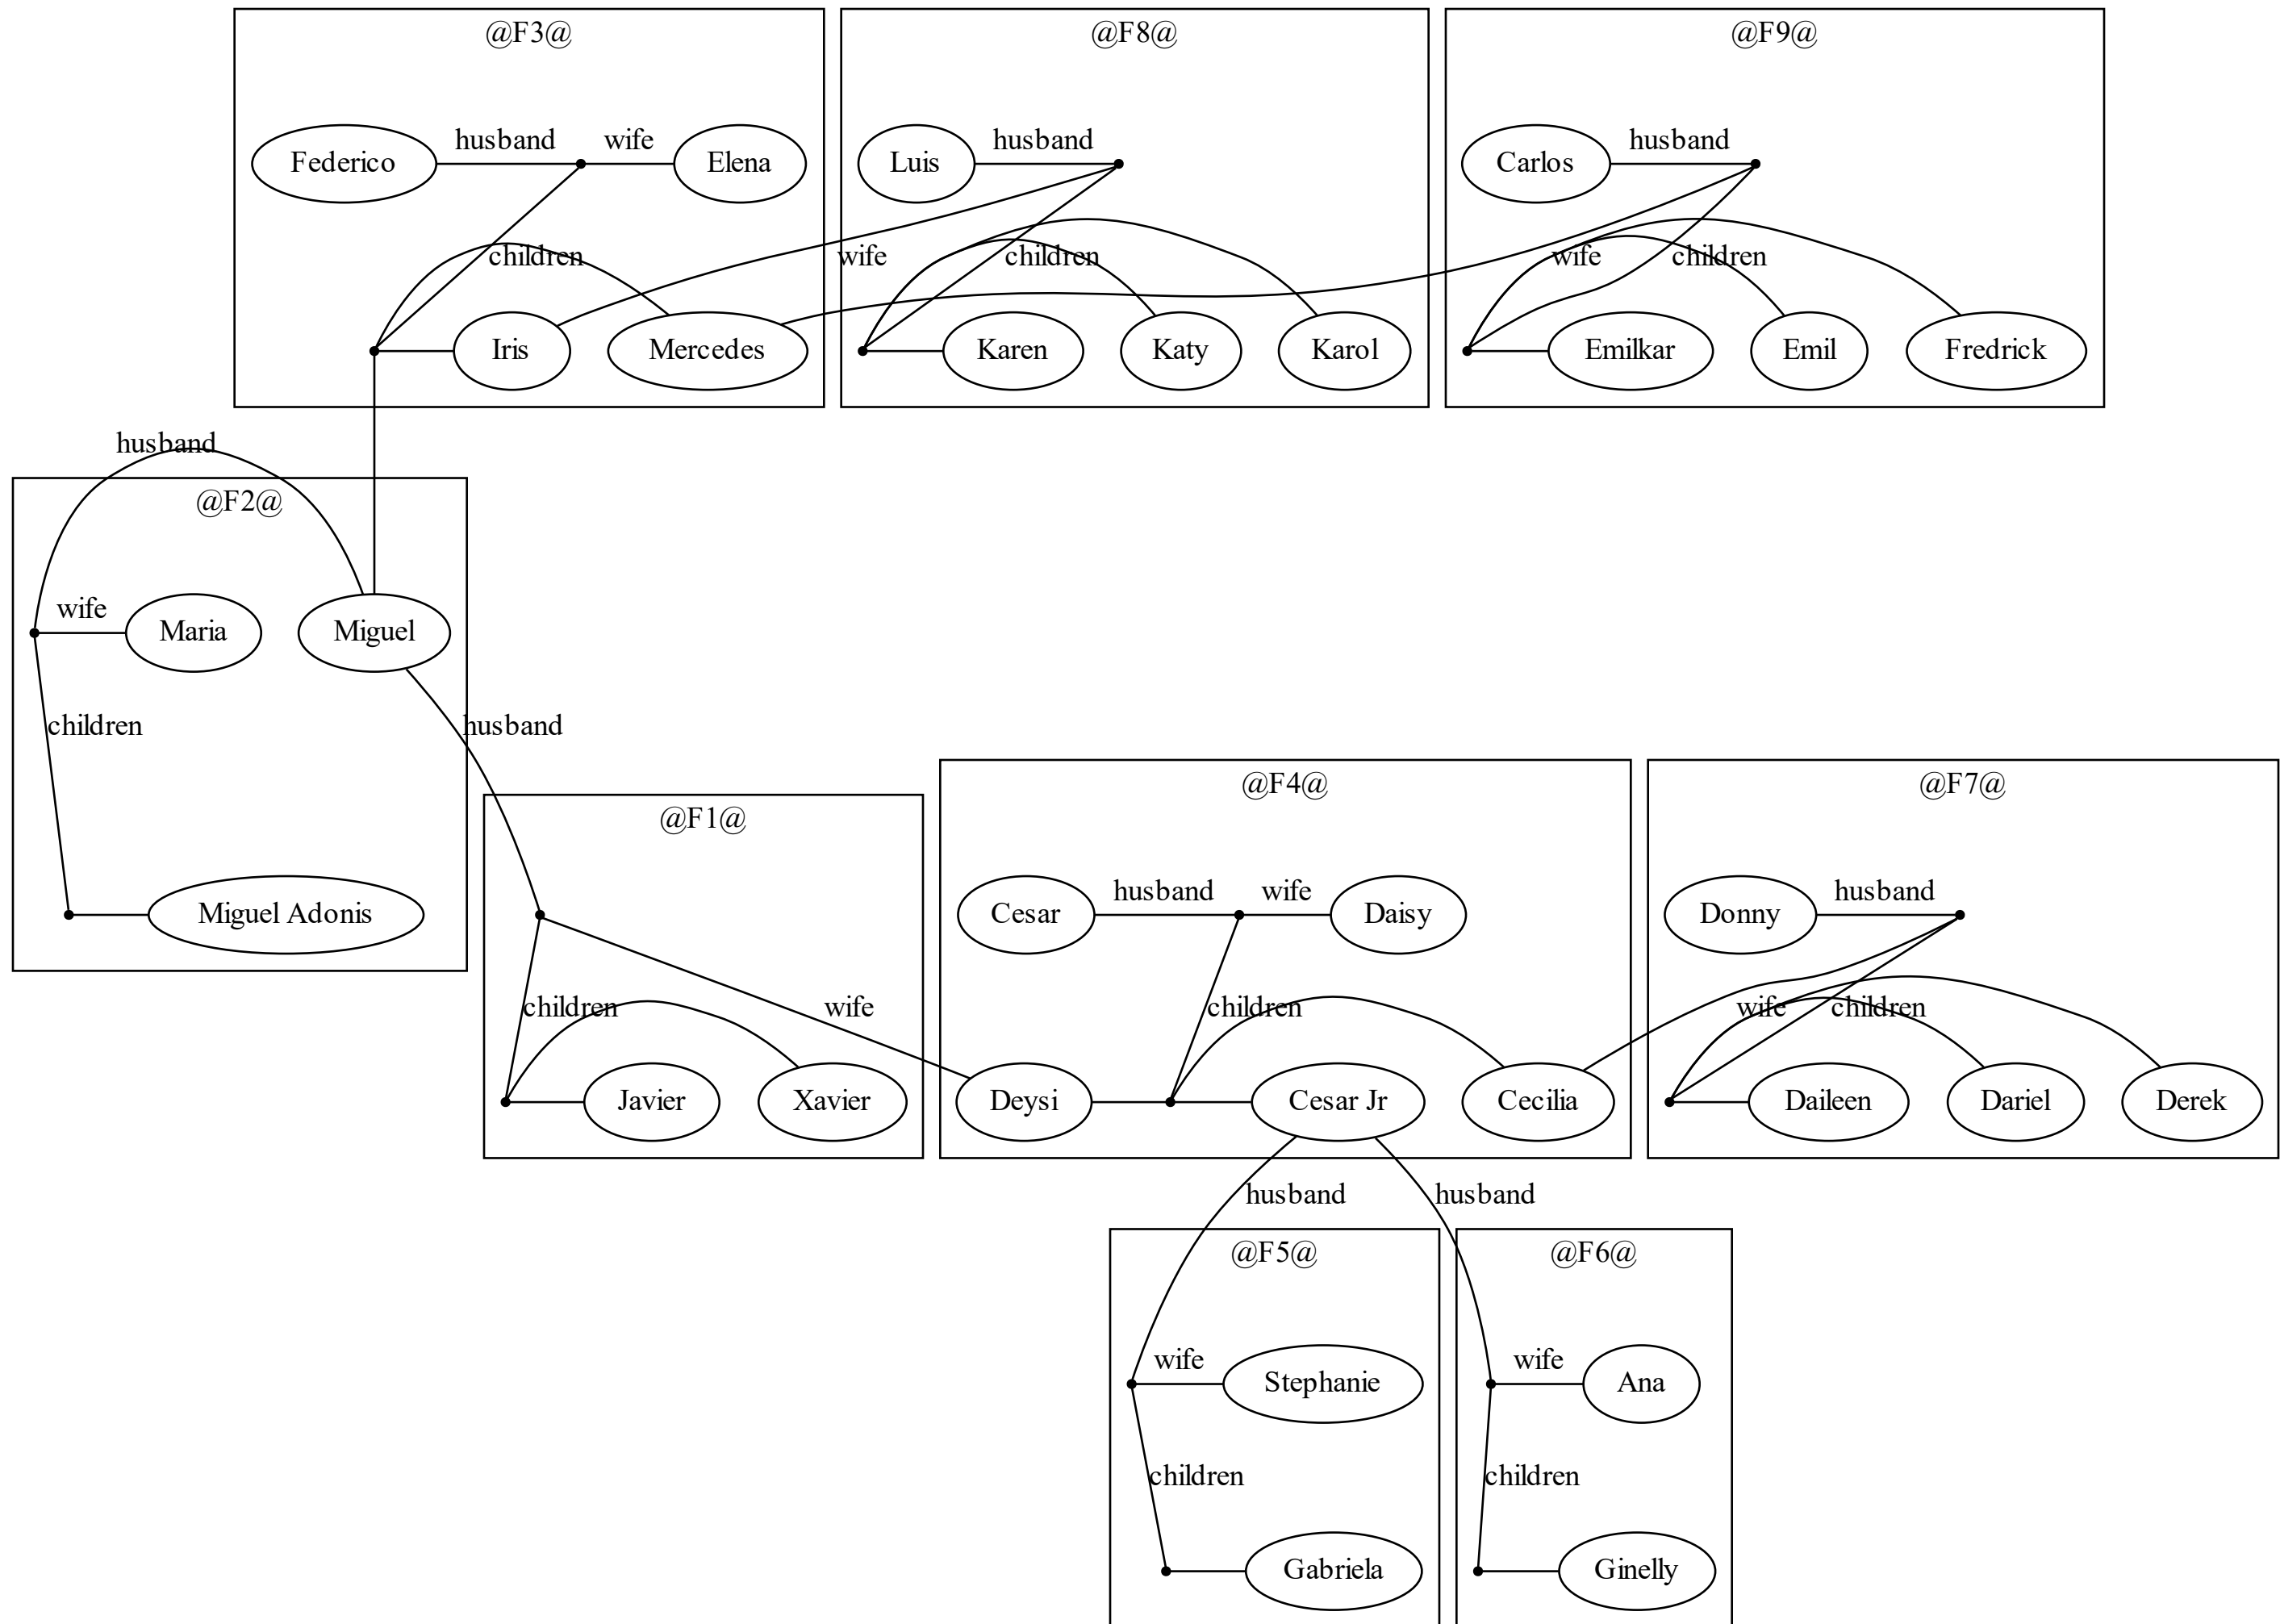 @F3@
@F8@
@F9@
Federico
husband
wife
Elena
Luis
husband
Carlos
husband
children
wife
children
wife
children
Iris
Mercedes
Karen
Katy
Karol
Emilkar
Emil
Fredrick
husband
@F2@
wife
Maria
Miguel
children
husband
@F4@
@F7@
@F1@
Miguel Adonis
Cesar
husband
wife
Daisy
Donny
husband
children
wife
children
wife
children
Javier
Xavier
Deysi
Cesar Jr
Cecilia
Daileen
Dariel
Derek
husband
husband
@F5@
@F6@
wife
Stephanie
wife
Ana
children
children
Gabriela
Ginelly